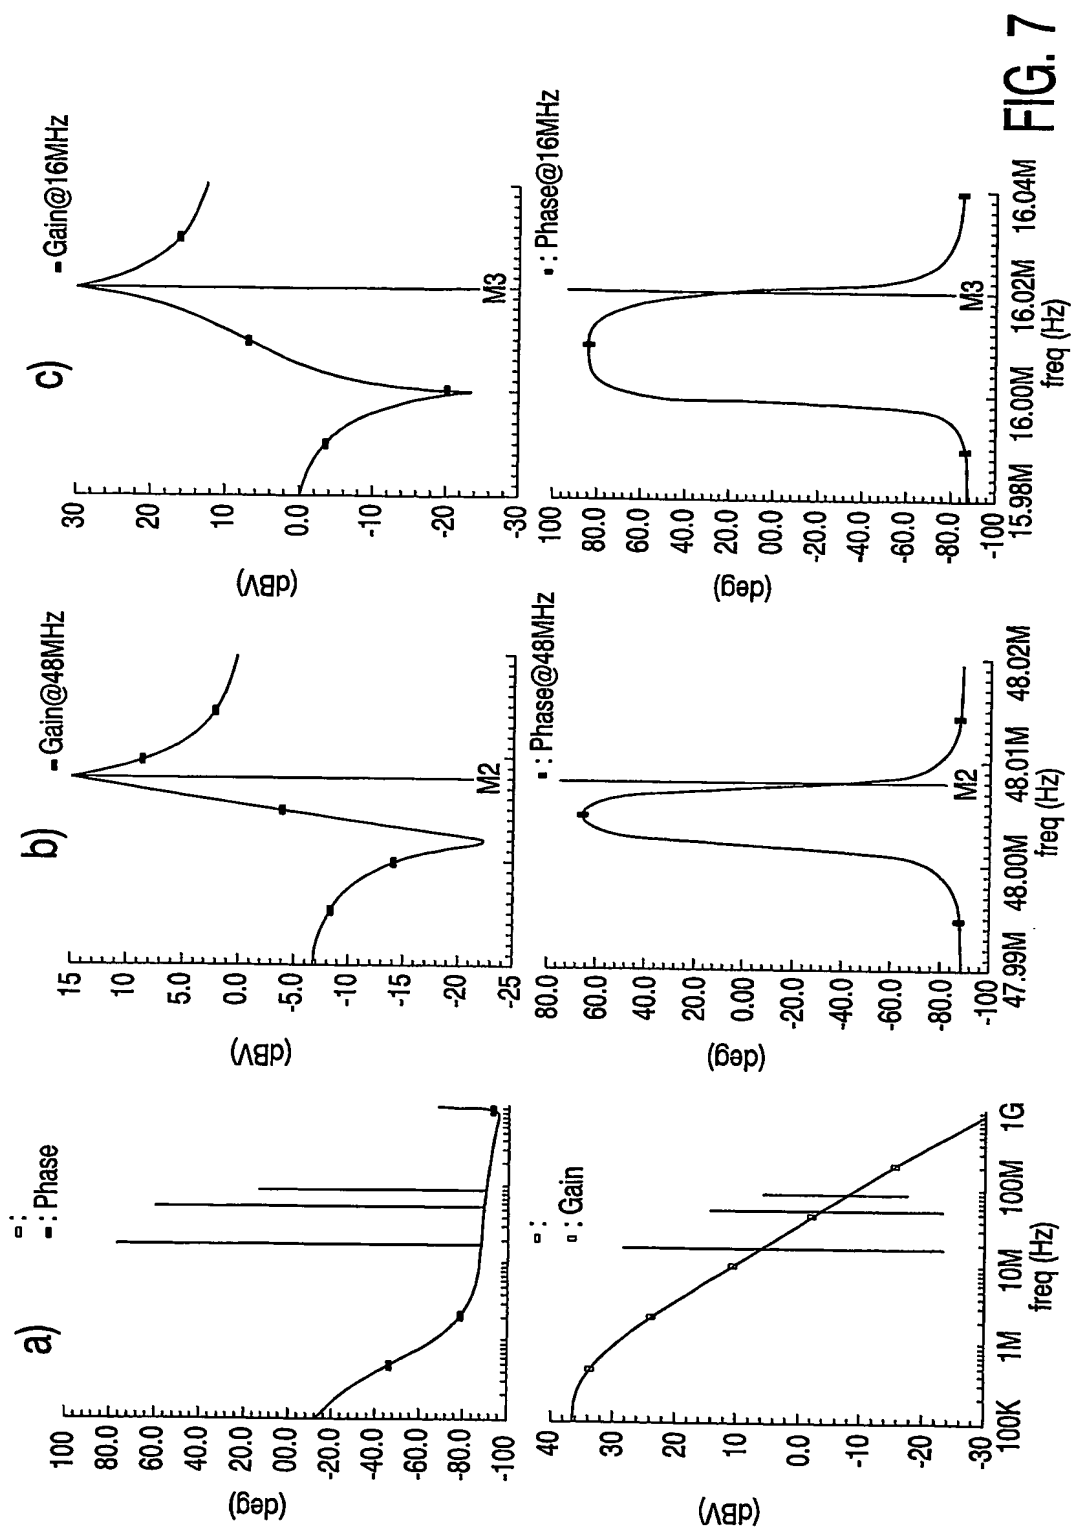 a)
▫:
▪: Phase
100
80.0
60.0
40.0
20.0
00.0
-20.0
-40.0
-60.0
-80.0
-100
(deg)
▫:
▫: Gain
40
30
20
10
0.0
-10
-20
-30
(dBV)
100K
1M
10M
100M
1G
freq (Hz)
b)
▪ Gain@48MHz
15
10
5.0
0.0
-5.0
-10
-15
-20
-25
(dBV)
M2
▪: Phase@48MHz
80.0
60.0
40.0
20.0
0.00
-20.0
-40.0
-60.0
-80.0
-100
(deg)
M2
47.99M
48.00M
48.01M
48.02M
freq (Hz)
c)
▪ Gain@16MHz
30
20
10
0.0
-10
-20
-30
(dBV)
M3
▪: Phase@16MHz
100
80.0
60.0
40.0
20.0
00.0
-20.0
-40.0
-60.0
-80.0
-100
(deg)
M3
15.98M
16.00M
16.02M
16.04M
freq (Hz)
FIG. 7